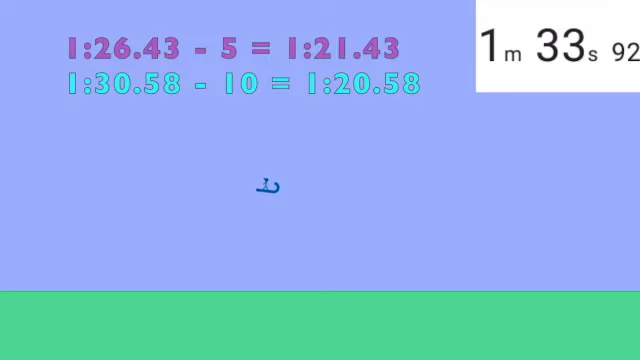 1:26.43 - 5 = 1:21.43
1:30.58 - 10 = 1:20.58
1m 33s 92